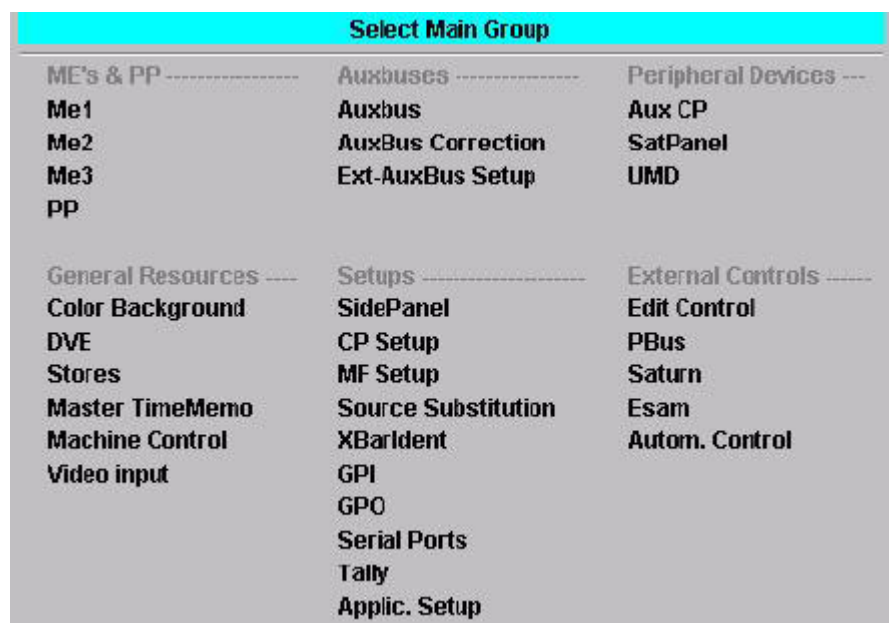 Select Main Group
ME's & PP ----------------- Auxbuses ---------------- Peripheral Devices ---
Me1 Auxbus Aux CP
Me2 AuxBus Correction SatPanel
Me3 Ext-AuxBus Setup UMD
PP
General Resources ---- Setups --------------------- External Controls ------
Color Background SidePanel Edit Control
DVE CP Setup PBus
Stores MF Setup Saturn
Master TimeMemo Source Substitution Esam
Machine Control XBarIdent Autom. Control
Video input GPI
GPO
Serial Ports
Tally
Applic. Setup